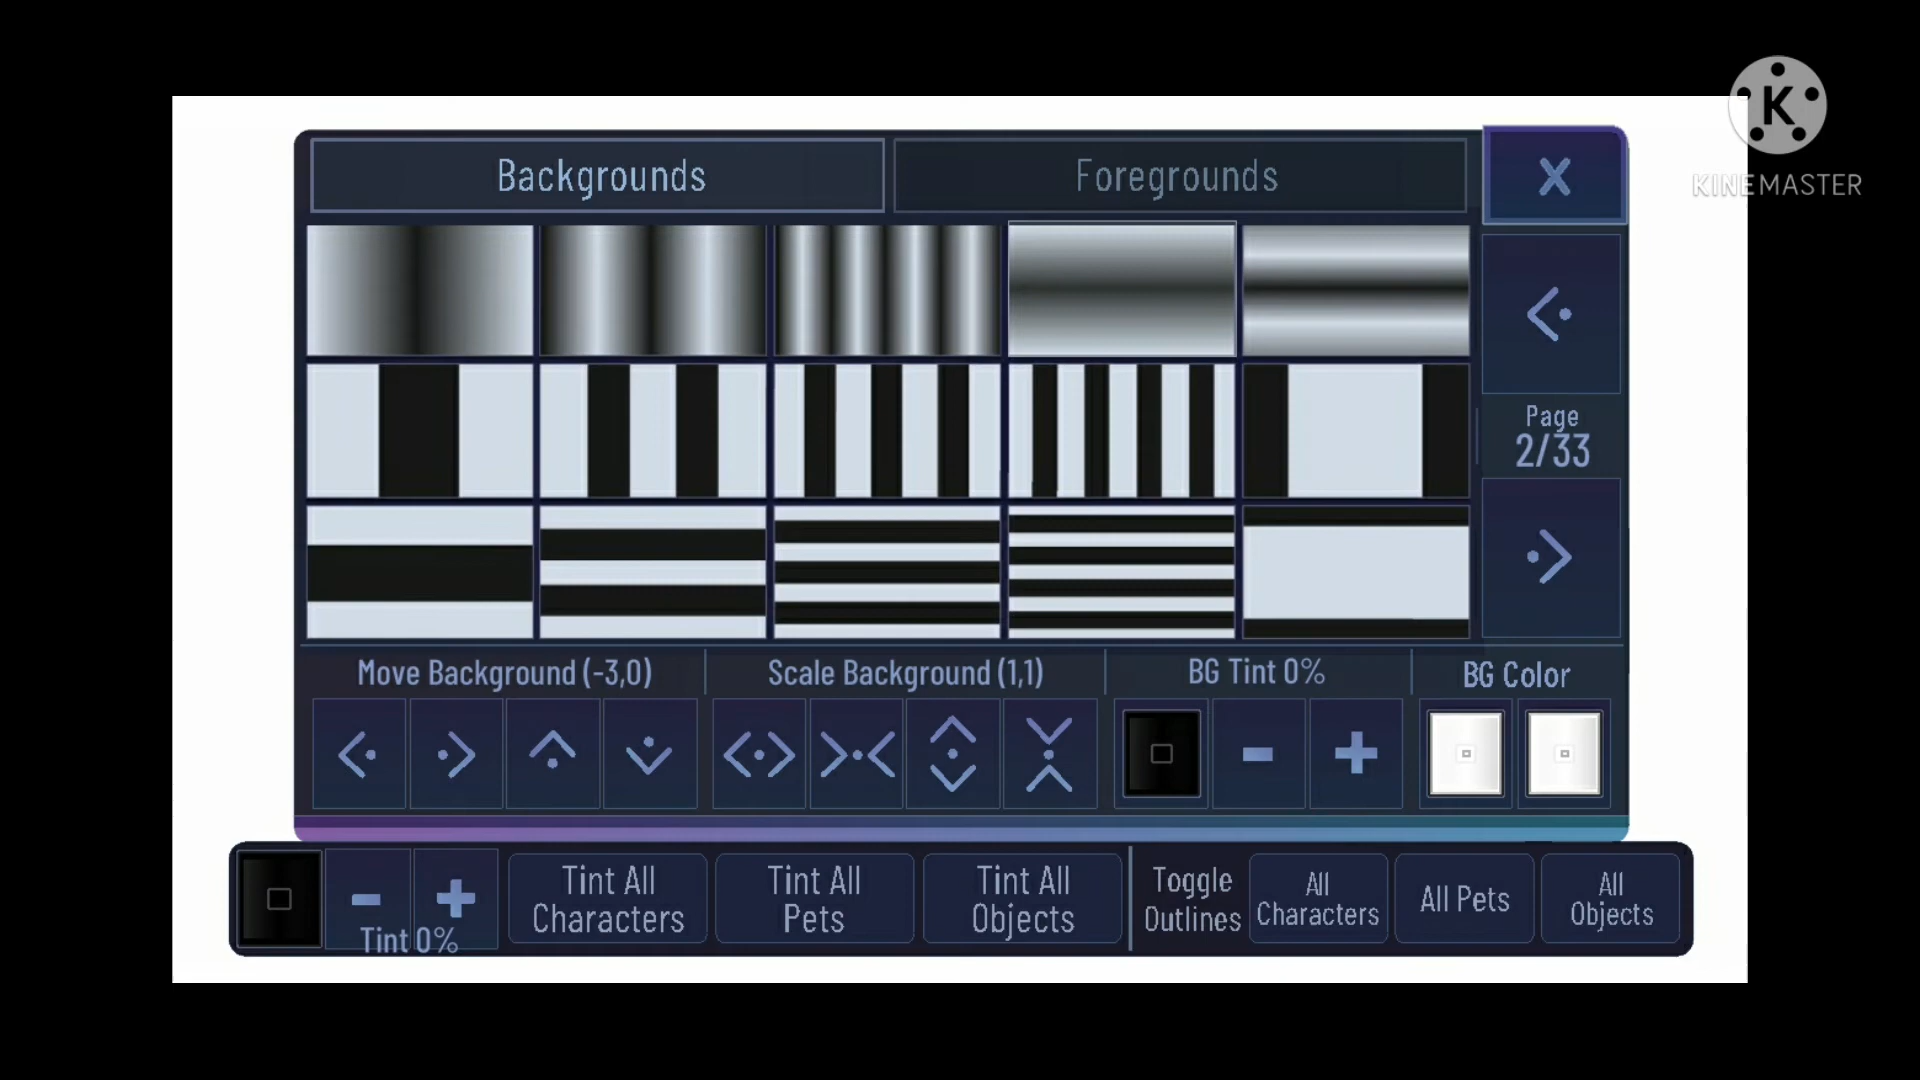 K
KINEMASTER
Backgrounds
Foregrounds
X
Page
2/33
Move Background (-3,0)
Scale Background (1,1)
BG Tint 0%
BG Color
Tint 0%
Tint All
Characters
Tint All
Pets
Tint All
Objects
Toggle
Outlines
All
Characters
All Pets
All
Objects